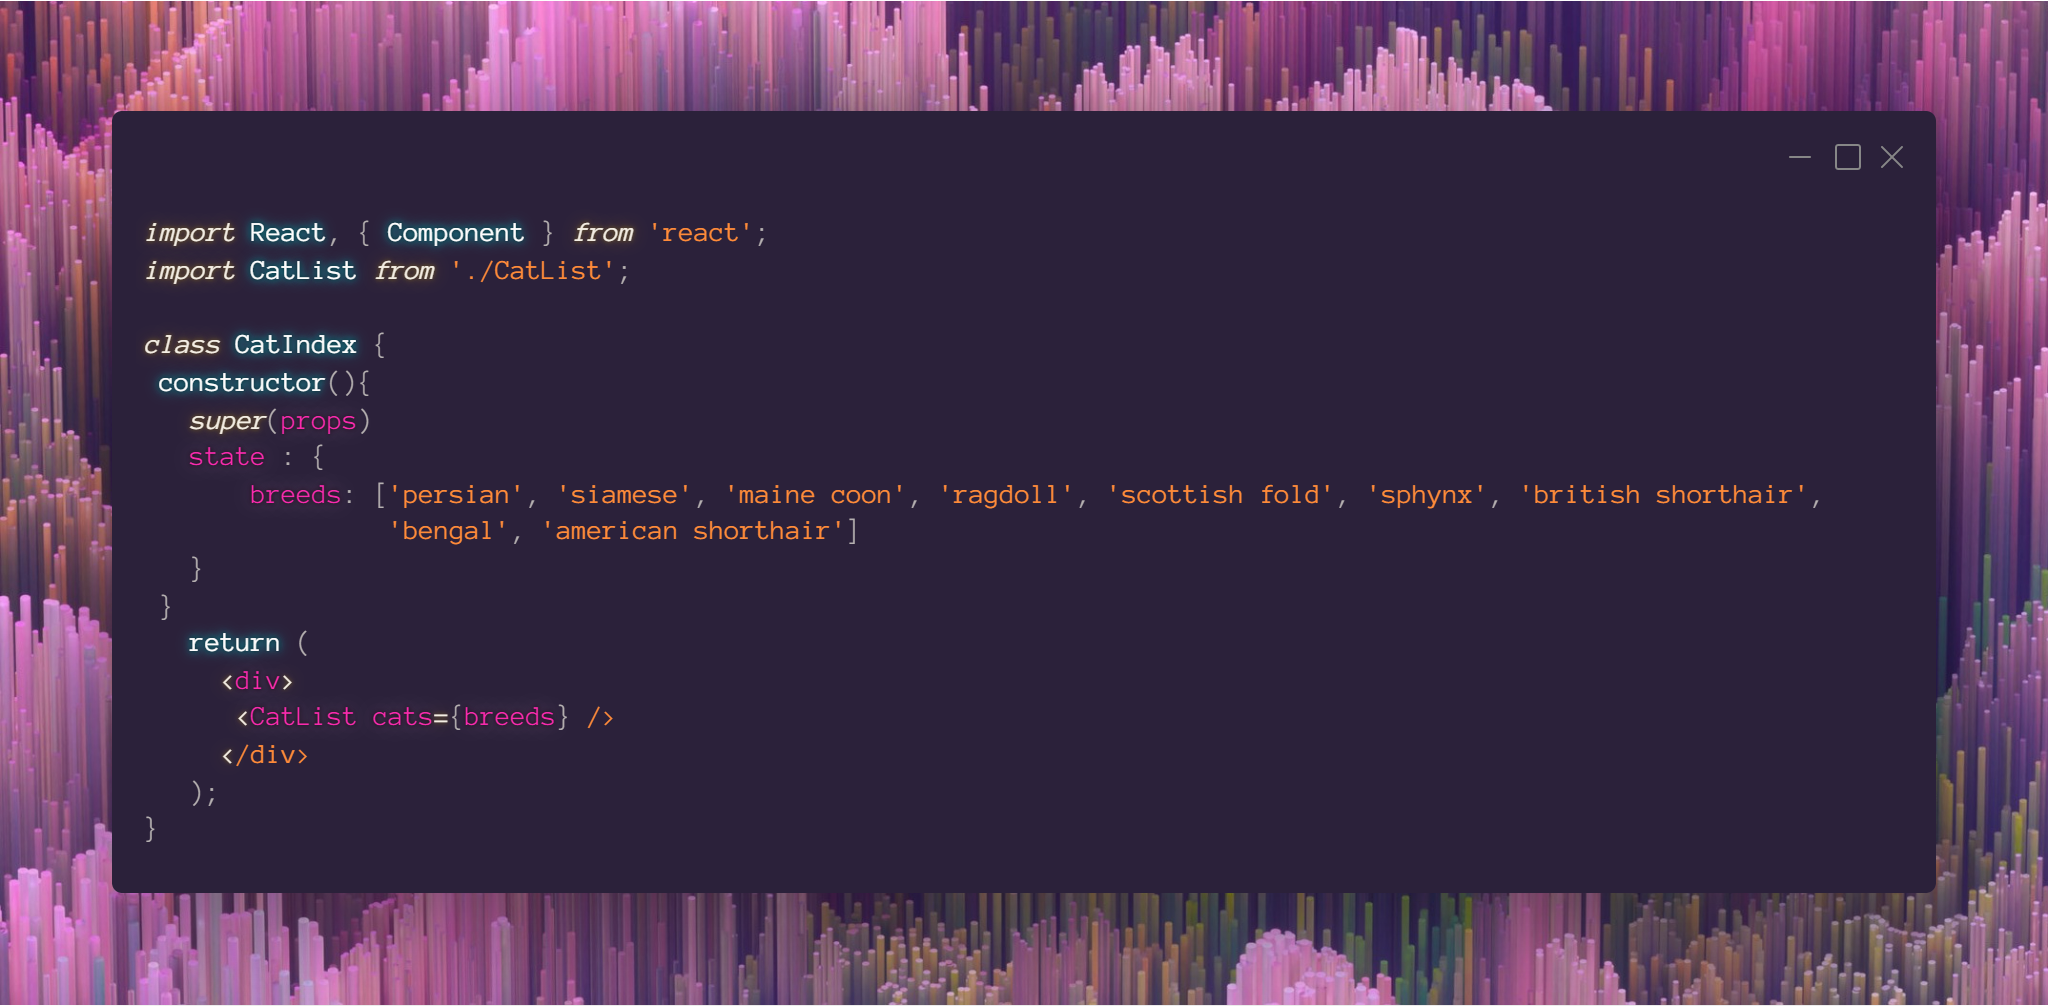 import React, { Component } from 'react';
import CatList from './CatList';
class CatIndex {
constructor(){
super(props)
state : {
breeds: ['persian', 'siamese', 'maine coon', 'ragdoll', 'scottish fold', 'sphynx', 'british shorthair',
'bengal', 'american shorthair']
}
}
return (
<div>
<CatList cats={breeds} />
</div>
);
}